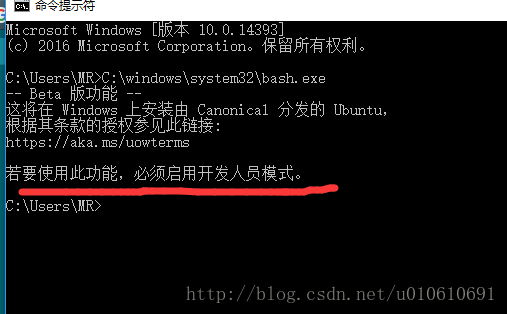 命令提示符
Microsoft Windows [版本 10.0.14393]
(c) 2016 Microsoft Corporation。保留所有权利。
C:\Users\MR>C:\windows\system32\bash.exe
-- Beta 版功能 --
这将在 Windows 上安装由 Canonical 分发的 Ubuntu,
根据其条款的授权参见此链接:
https://aka.ms/uowterms
若要使用此功能，必须启用开发人员模式。
C:\Users\MR>
http://blog.csdn.net/u010610691